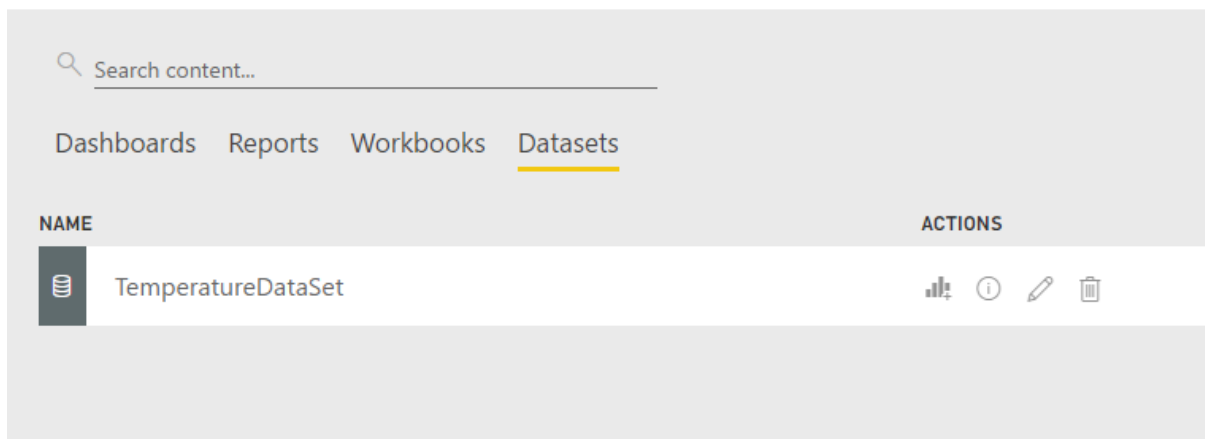 Search content...
Dashboards Reports Workbooks Datasets
NAME ACTIONS
TemperatureDataSet